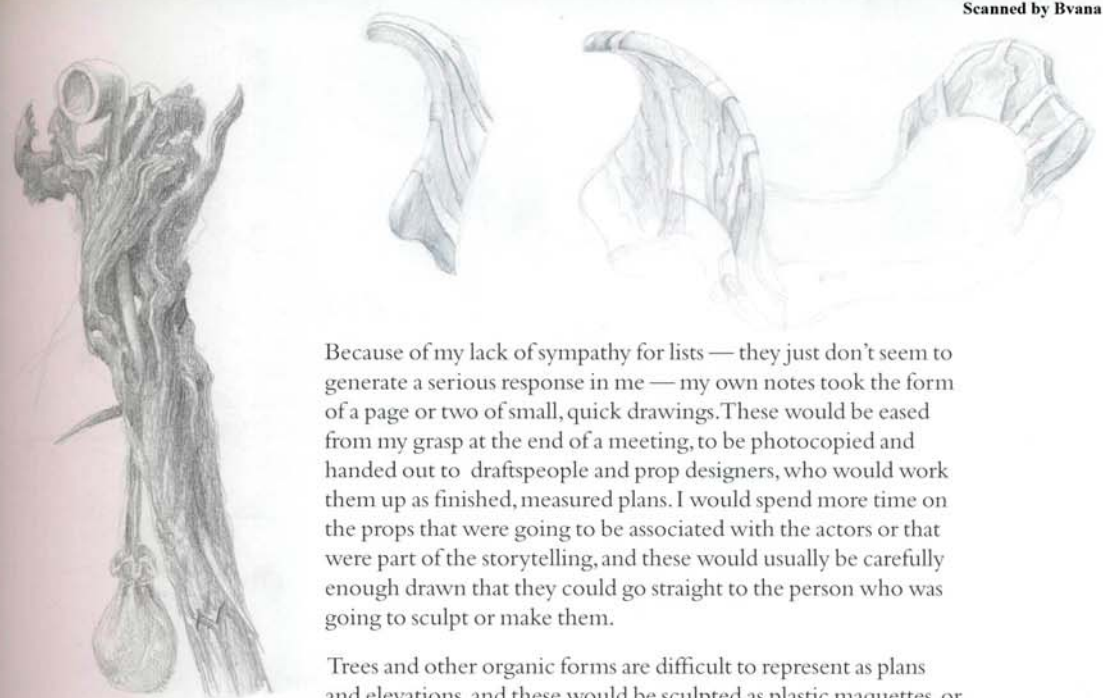 Scanned by Bvana
Because of my lack of sympathy for lists — they just don't seem to
generate a serious response in me — my own notes took the form
of a page or two of small, quick drawings.These would be eased
from my grasp at the end of a meeting, to be photocopied and
handed out to draftspeople and prop designers, who would work
them up as finished, measured plans. I would spend more time on
the props that were going to be associated with the actors or that
were part of the storytelling, and these would usually be carefully
enough drawn that they could go straight to the person who was
going to sculpt or make them.
Trees and other organic forms are difficult to represent as plans
and elevations, and these would be sculpted as plastic maquettes, or